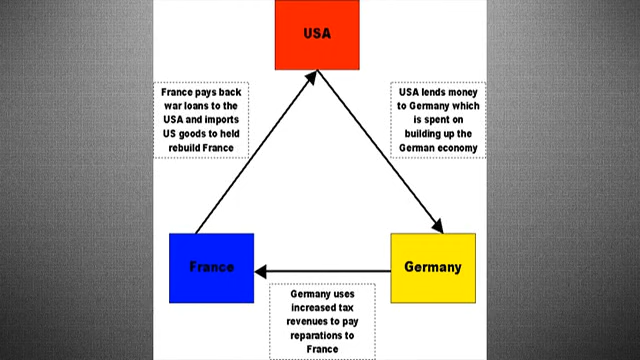 USA
France pays back
war loans to the
USA and imports
US goods to held
rebuild France
USA lends money
to Germany which
is spent on
building up the
German economy
France
Germany
Germany uses
increased tax
revenues to pay
reparations to
France